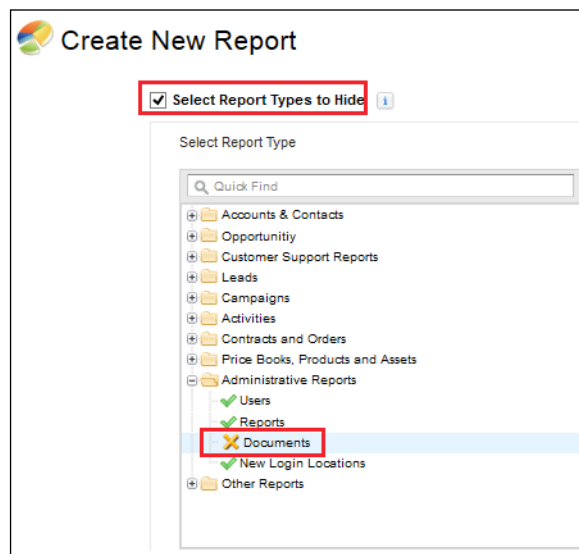 Create New Report
Select Report Types to Hide
Select Report Type
Quick Find
Accounts & Contacts
Opportunitiy
Customer Support Reports
Leads
Campaigns
Activities
Contracts and Orders
Price Books, Products and Assets
Administrative Reports
Users
Reports
Documents
New Login Locations
Other Reports